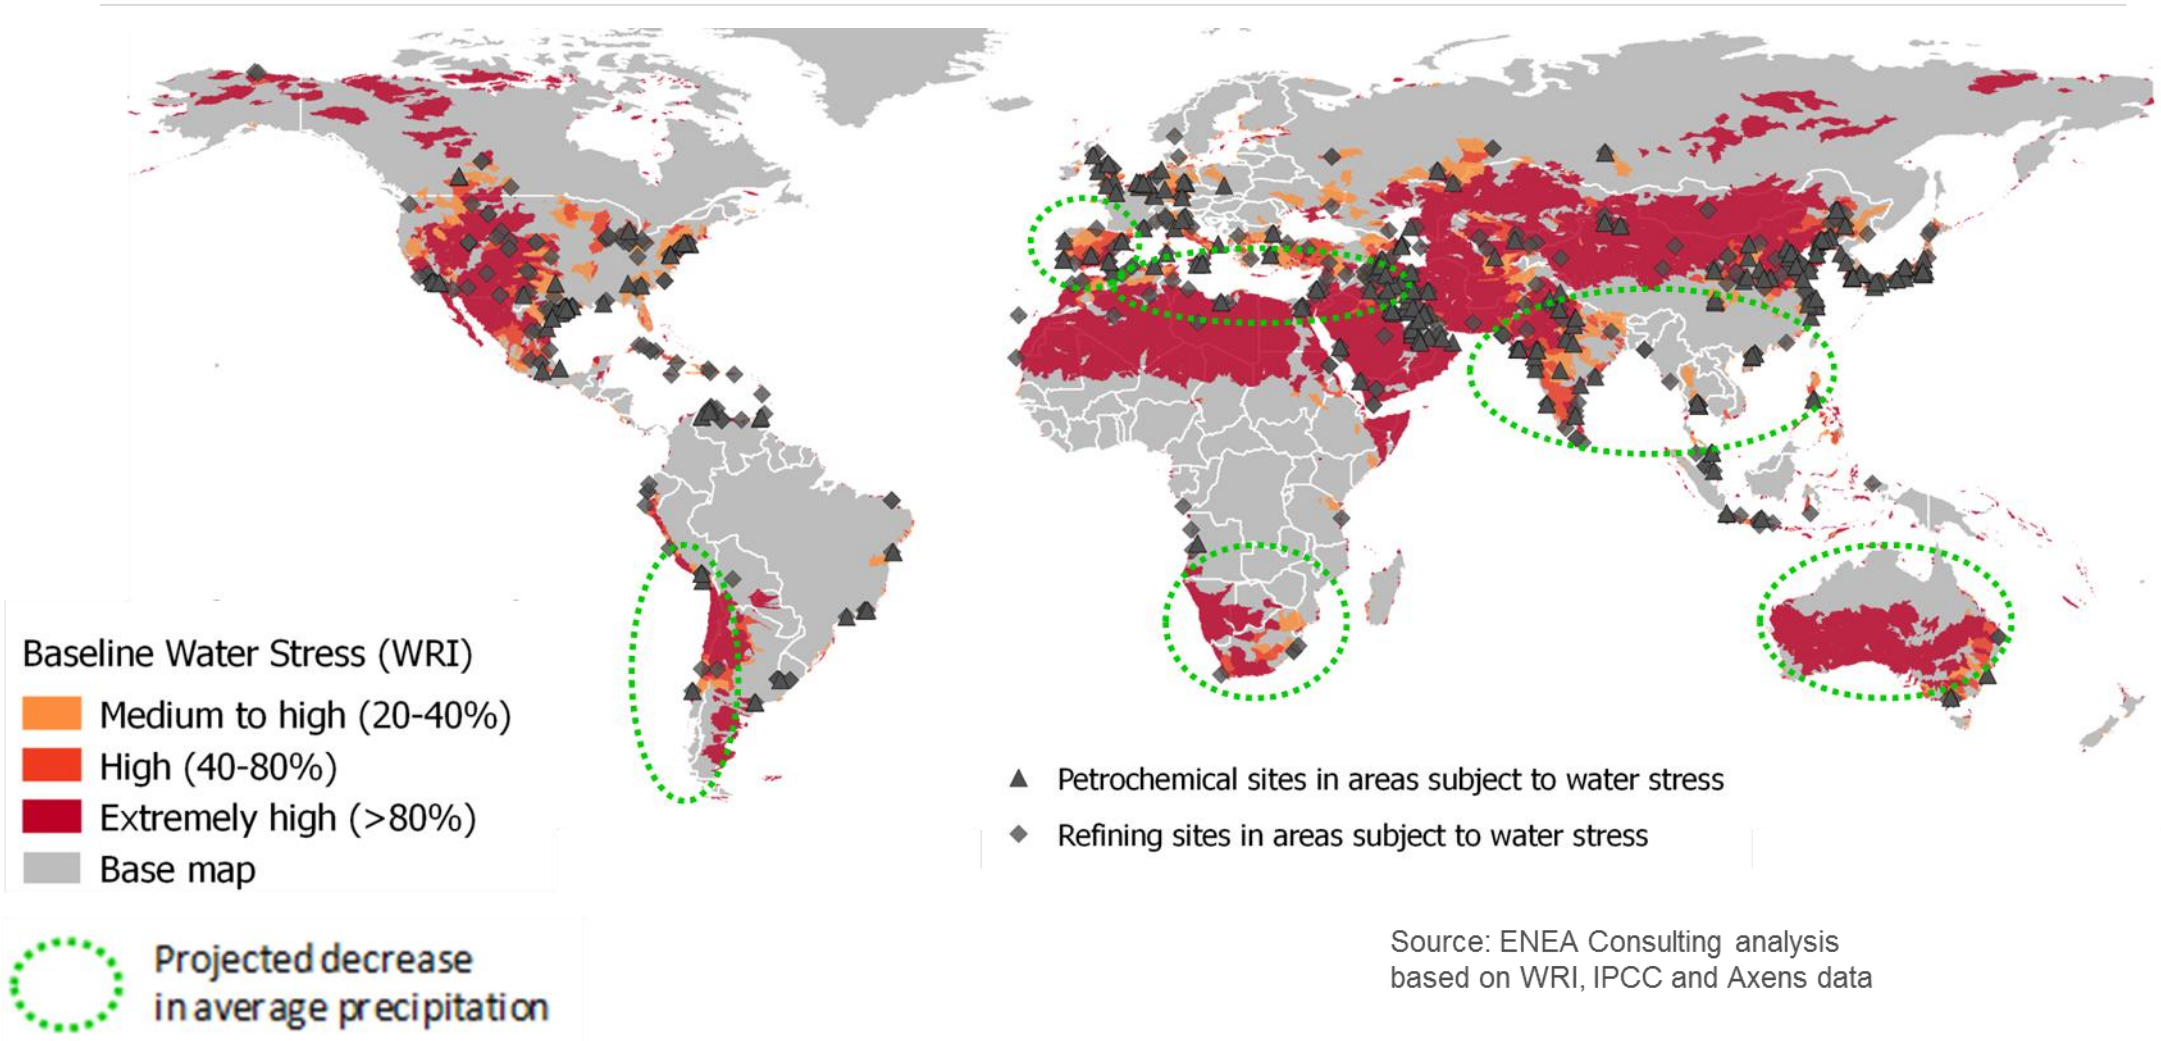 Baseline Water Stress (WRI)
Medium to high (20-40%)
High (40-80%)
Extremely high (>80%)
Base map
Petrochemical sites in areas subject to water stress
Refining sites in areas subject to water stress
Projected decrease
in average precipitation
Source: ENEA Consulting analysis
based on WRI, IPCC and Axens data